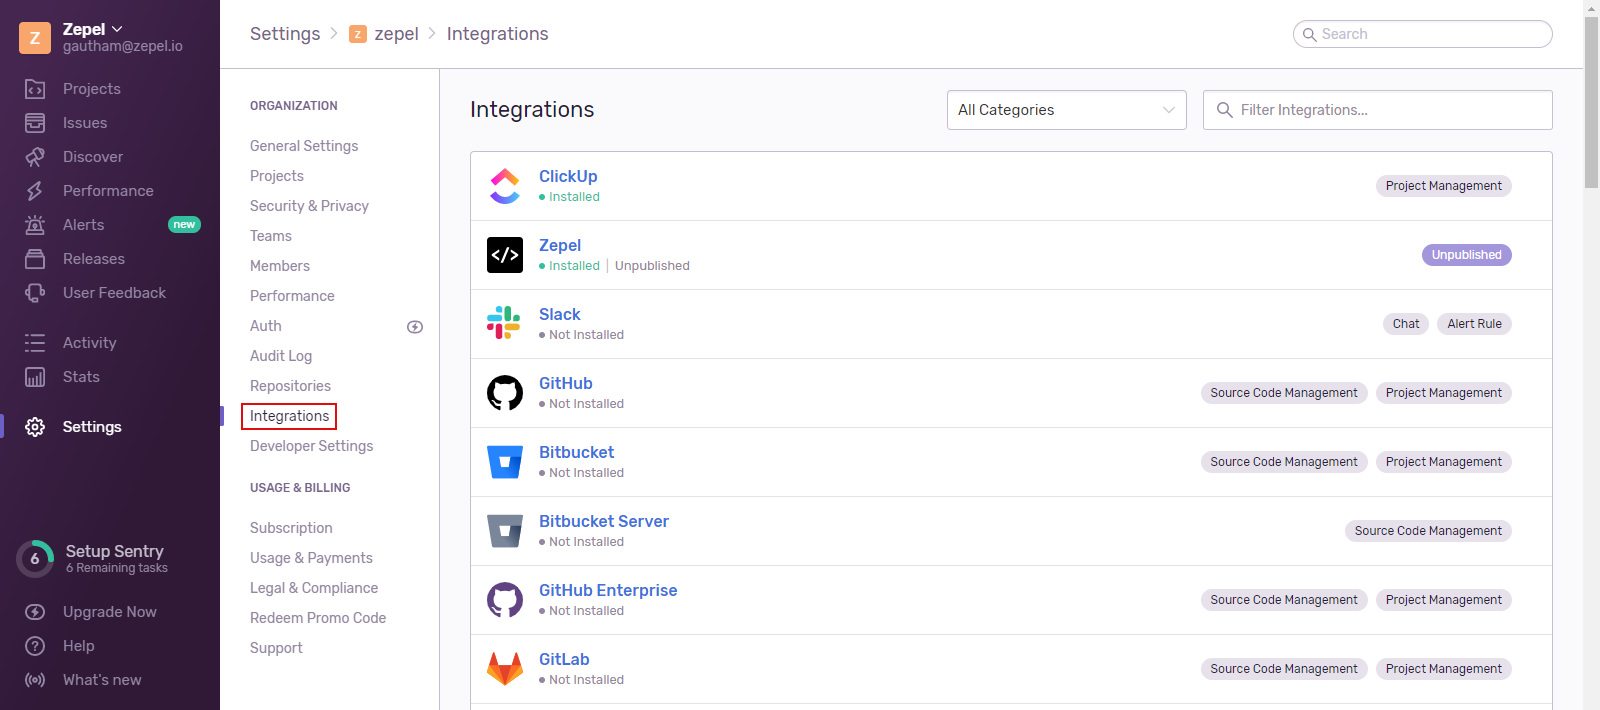 Z
Zepel
gautham@zepel.io
Projects
Issues
Discover
Performance
Alerts new
Releases
User Feedback
Activity
Stats
Settings
6 Setup Sentry
6 Remaining tasks
Upgrade Now
? Help
What's new
Settings > Z zepel > Integrations
Search
ORGANIZATION
General Settings
Projects
Security & Privacy
Teams
Members
Performance
Auth
Audit Log
Repositories
Integrations
Developer Settings
USAGE & BILLING
Subscription
Usage & Payments
Legal & Compliance
Redeem Promo Code
Support
Integrations
All Categories
Filter Integrations...
ClickUp
Installed
Project Management
</> Zepel
Installed | Unpublished
Unpublished
Slack
Not Installed
Chat Alert Rule
GitHub
Not Installed
Source Code Management Project Management
Bitbucket
Not Installed
Source Code Management Project Management
Bitbucket Server
Not Installed
Source Code Management
GitHub Enterprise
Not Installed
Source Code Management Project Management
GitLab
Not Installed
Source Code Management Project Management